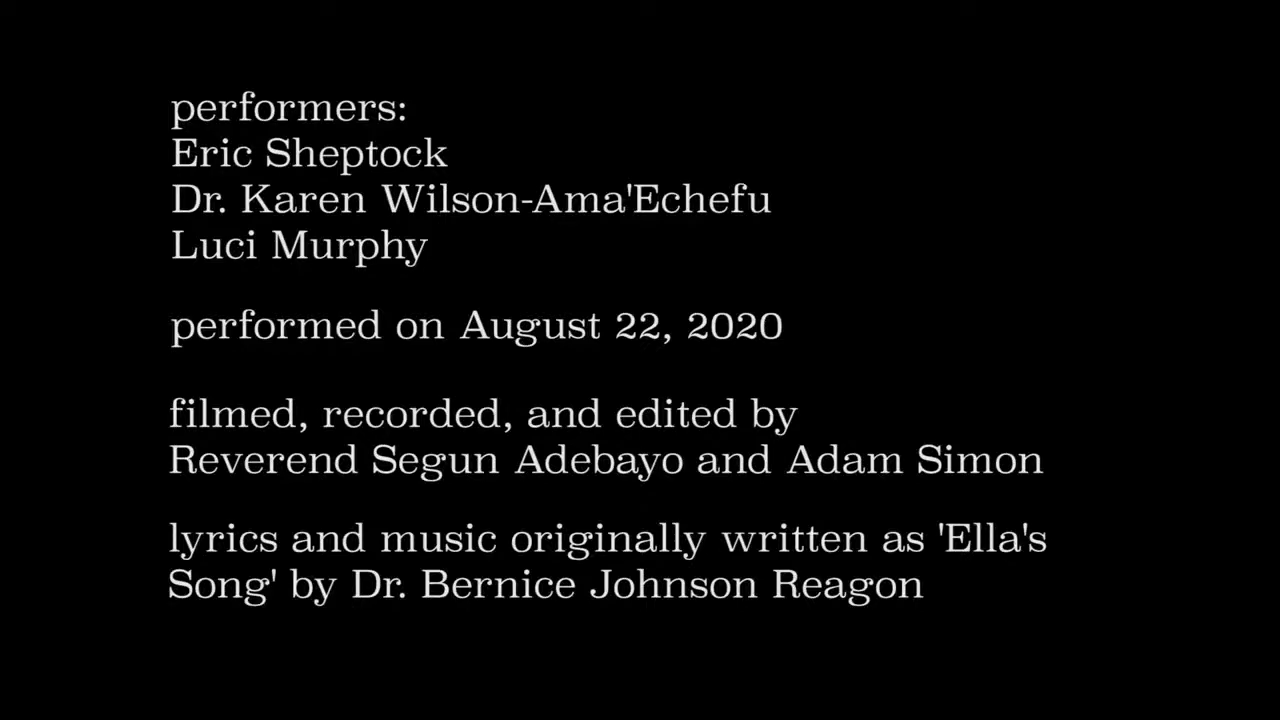 performers:
Eric Sheptock
Dr. Karen Wilson-Ama'Echefu
Luci Murphy
performed on August 22, 2020
filmed, recorded, and edited by
Reverend Segun Adebayo and Adam Simon
lyrics and music originally written as 'Ella's
Song' by Dr. Bernice Johnson Reagon